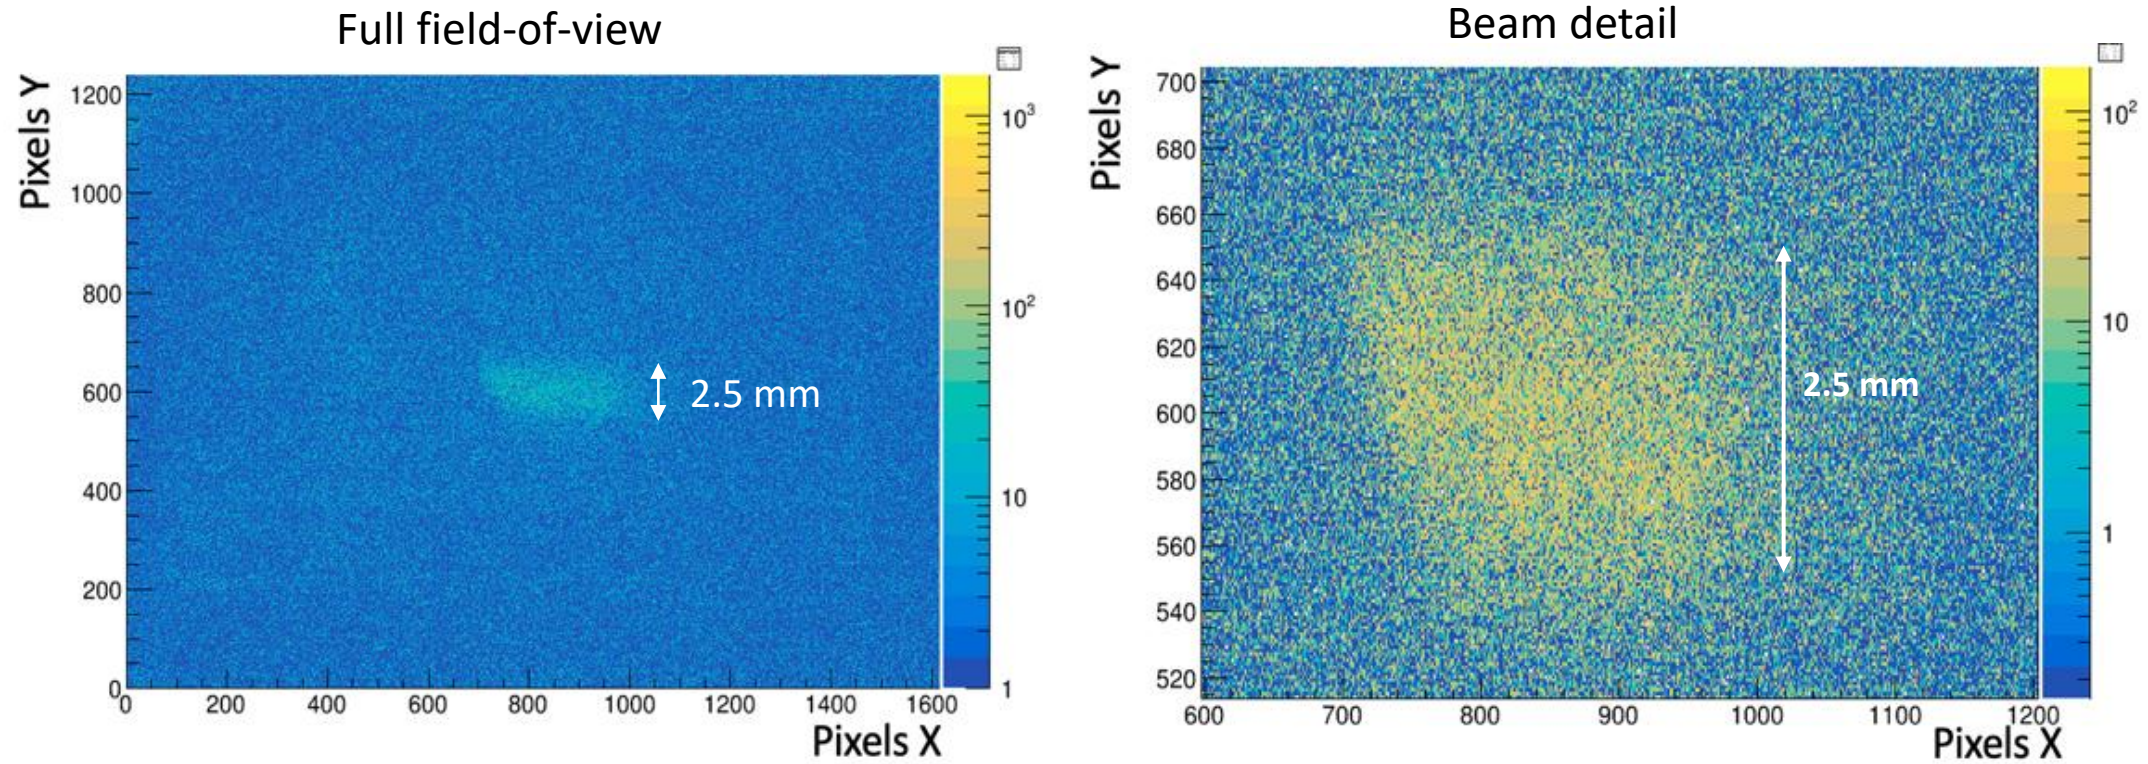 Full field-of-view
Pixels Y
1200
1000
800
600
400
200
0
0 200 400 600 800 1000 1200 1400 1600
Pixels X
2.5 mm
10³
10²
10
1
Beam detail
Pixels Y
700
680
660
640
620
600
580
560
540
520
600 700 800 900 1000 1100 1200
Pixels X
2.5 mm
10²
10
1